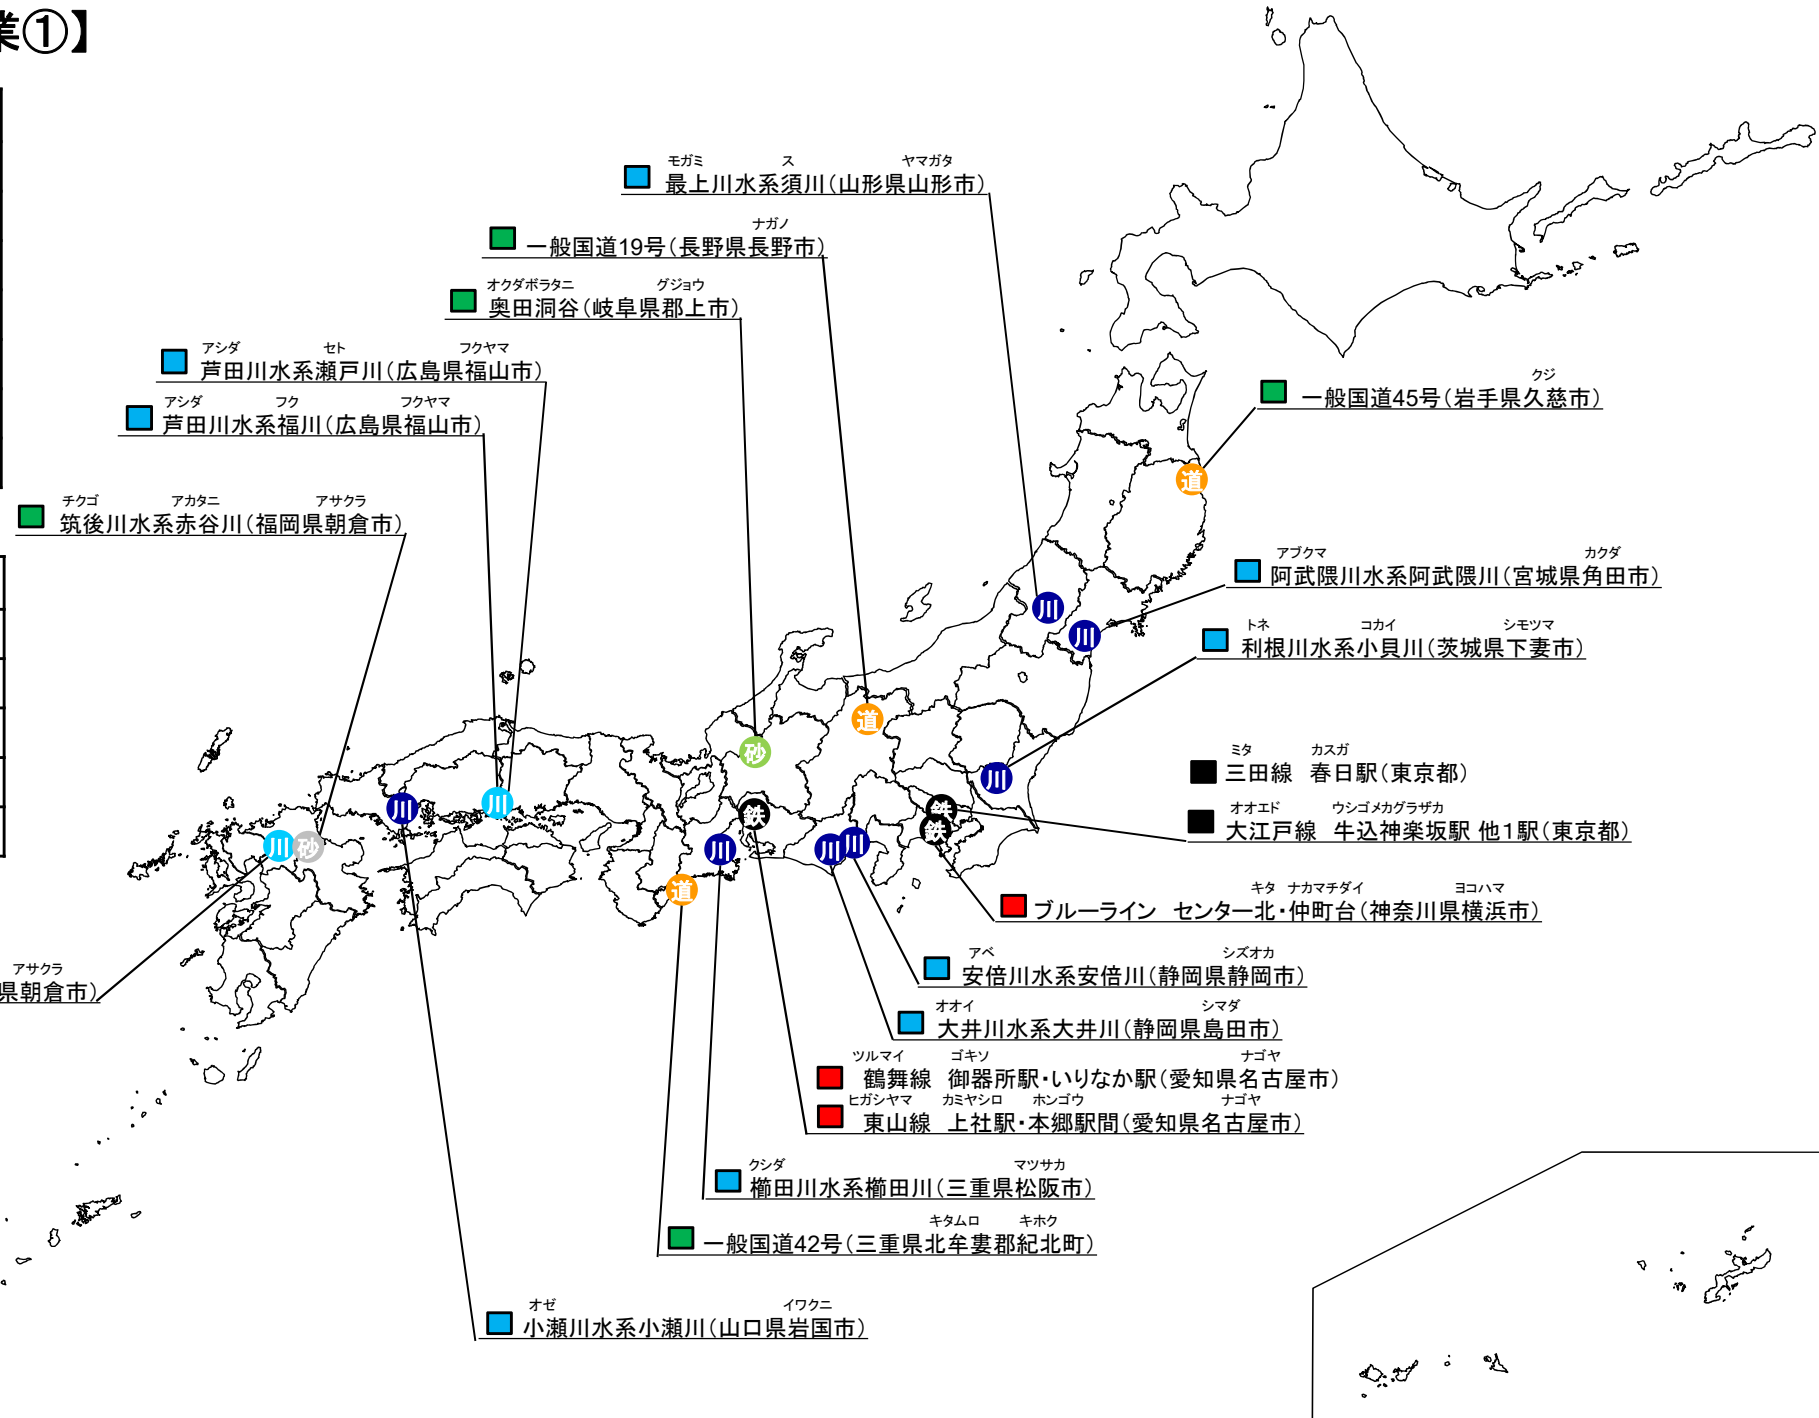 業①】
モガミ ス ヤマガタ
最上川水系須川(山形県山形市)
ナガノ
一般国道19号(長野県長野市)
オクダボラタニ グジョウ
奥田洞谷(岐阜県郡上市)
アシダ セト フクヤマ
芦田川水系瀬戸川(広島県福山市)
クジ
一般国道45号(岩手県久慈市)
アシダ フク フクヤマ
芦田川水系福川(広島県福山市)
道
チクゴ アカタニ アサクラ
筑後川水系赤谷川(福岡県朝倉市)
アブクマ カクダ
阿武隈川水系阿武隈川(宮城県角田市)
川
川
トネ コカイ シモツマ
利根川水系小貝川(茨城県下妻市)
道
砂
ミタ カスガ
三田線 春日駅(東京都)
川
川
川
鉄
鉄
オオエド ウシゴメカグラザカ
大江戸線 牛込神楽坂駅 他1駅(東京都)
鉄
川
砂
川
川
川
道
キタ ナカマチダイ ヨコハマ
ブルーライン センター北・仲町台(神奈川県横浜市)
アベ シズオカ
安倍川水系安倍川(静岡県静岡市)
アサクラ
県朝倉市)
オオイ シマダ
大井川水系大井川(静岡県島田市)
ツルマイ ゴキソ ナゴヤ
鶴舞線 御器所駅・いりなか駅(愛知県名古屋市)
ヒガシヤマ カミヤシロ ホンゴウ ナゴヤ
東山線 上社駅・本郷駅間(愛知県名古屋市)
クシダ マツサカ
櫛田川水系櫛田川(三重県松阪市)
キタムロ キホク
一般国道42号(三重県北牟婁郡紀北町)
オゼ イワクニ
小瀬川水系小瀬川(山口県岩国市)